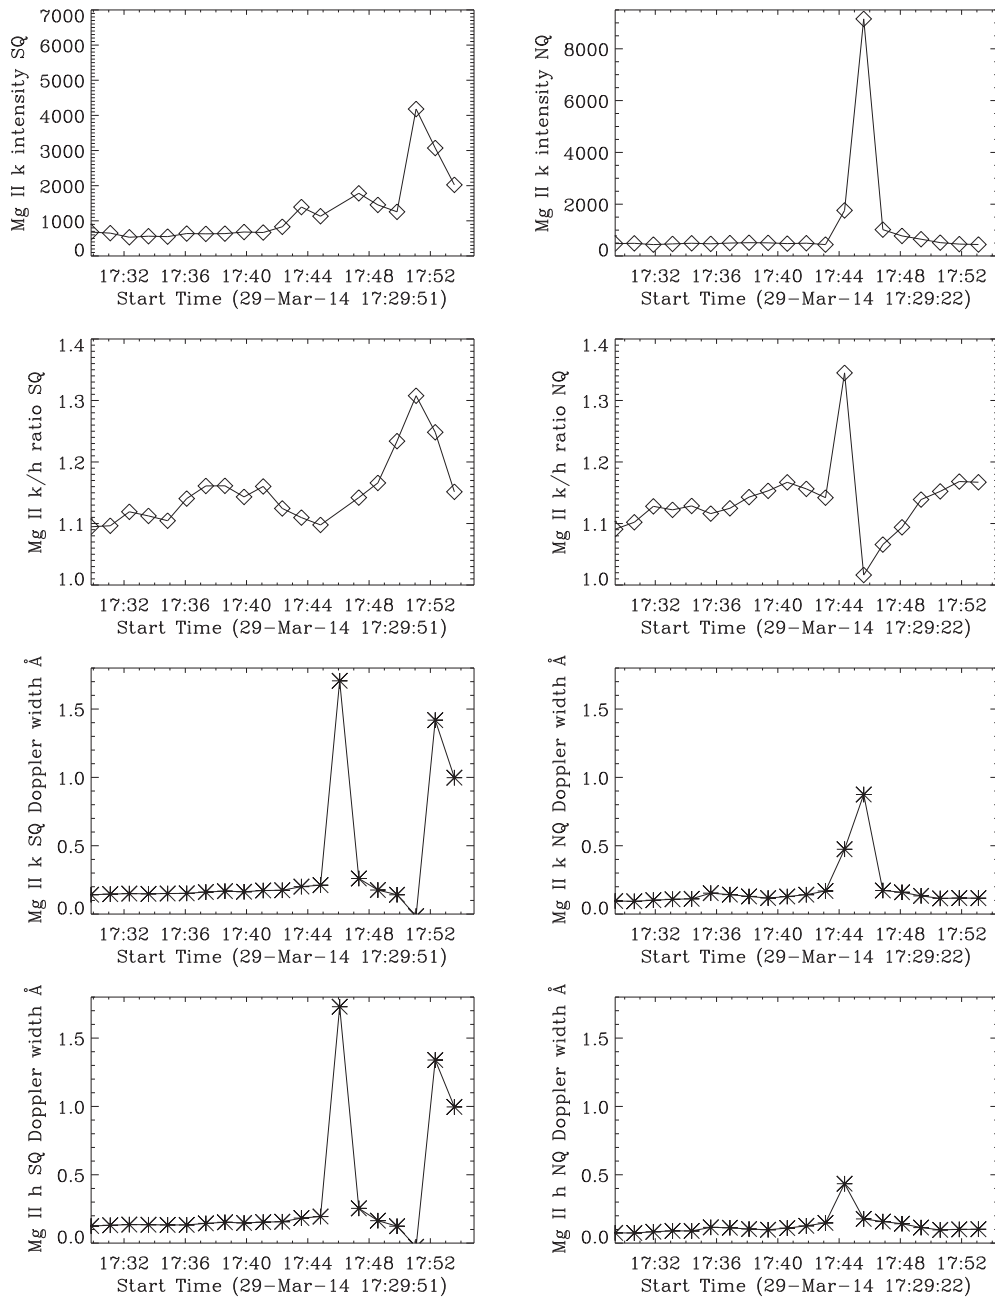 Mg II k intensity SQ
7000
6000
5000
4000
3000
2000
1000
0
17:32 17:36 17:40 17:44 17:48 17:52
Start Time (29-Mar-14 17:29:51)
Mg II k intensity NQ
8000
6000
4000
2000
0
17:32 17:36 17:40 17:44 17:48 17:52
Start Time (29-Mar-14 17:29:22)
Mg II k/h ratio SQ
1.4
1.3
1.2
1.1
1.0
17:32 17:36 17:40 17:44 17:48 17:52
Start Time (29-Mar-14 17:29:51)
Mg II k/h ratio NQ
1.4
1.3
1.2
1.1
1.0
17:32 17:36 17:40 17:44 17:48 17:52
Start Time (29-Mar-14 17:29:22)
Mg II k SQ Doppler width Å
1.5
1.0
0.5
0.0
17:32 17:36 17:40 17:44 17:48 17:52
Start Time (29-Mar-14 17:29:51)
Mg II k NQ Doppler width Å
1.5
1.0
0.5
0.0
17:32 17:36 17:40 17:44 17:48 17:52
Start Time (29-Mar-14 17:29:22)
Mg II h SQ Doppler width Å
1.5
1.0
0.5
0.0
17:32 17:36 17:40 17:44 17:48 17:52
Start Time (29-Mar-14 17:29:51)
Mg II h NQ Doppler width Å
1.5
1.0
0.5
0.0
17:32 17:36 17:40 17:44 17:48 17:52
Start Time (29-Mar-14 17:29:22)